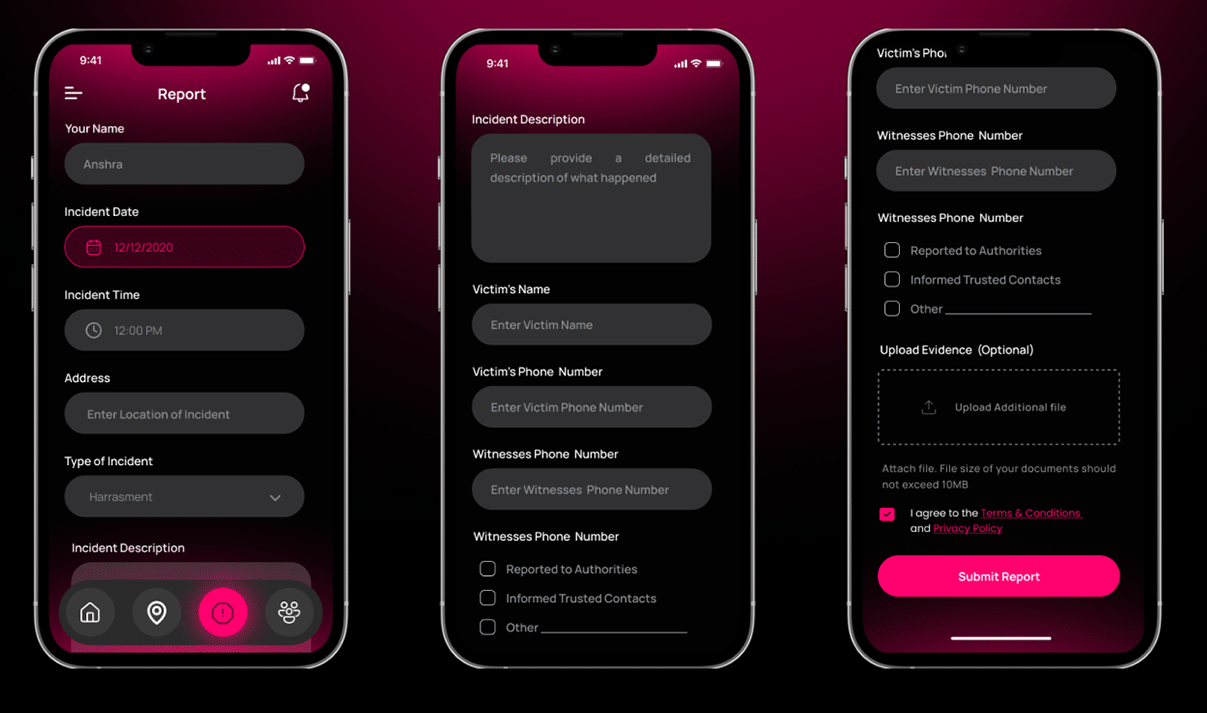 9:41
Report
Your Name
Anshra
Incident Date
12/12/2020
Incident Time
12:00 PM
Address
Enter Location of Incident
Type of Incident
Harrasment
Incident Description
9:41
Incident Description
Please provide a detailed
description of what happened
Victim's Name
Enter Victim Name
Victim's Phone Number
Enter Victim Phone Number
Witnesses Phone Number
Enter Witnesses Phone Number
Witnesses Phone Number
Reported to Authorities
Informed Trusted Contacts
Other
Victim's Pho
Enter Victim Phone Number
Witnesses Phone Number
Enter Witnesses Phone Number
Witnesses Phone Number
Reported to Authorities
Informed Trusted Contacts
Other
Upload Evidence (Optional)
Upload Additional file
Attach file. File size of your documents should
not exceed 10MB
I agree to the Terms & Conditions
and Privacy Policy
Submit Report